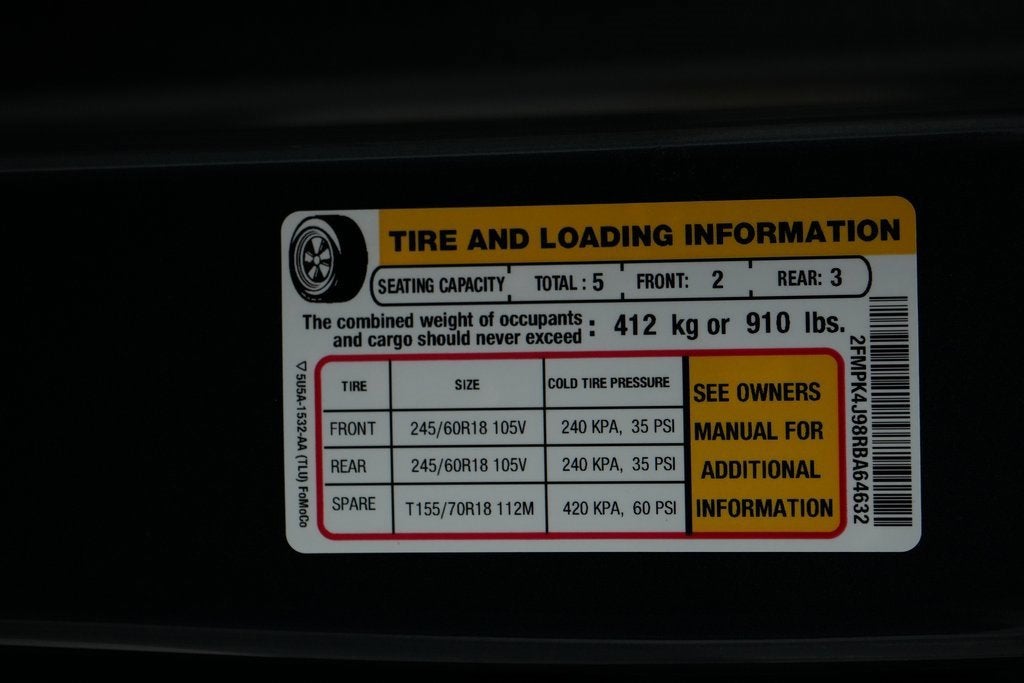 TIRE AND LOADING INFORMATION
SEATING CAPACITY TOTAL : 5 FRONT: 2 REAR: 3
The combined weight of occupants
and cargo should never exceed : 412 kg or 910 lbs.
TIRE SIZE COLD TIRE PRESSURE
FRONT 245/60R18 105V 240 KPA, 35 PSI
REAR 245/60R18 105V 240 KPA, 35 PSI
SPARE T155/70R18 112M 420 KPA, 60 PSI
SEE OWNERS
MANUAL FOR
ADDITIONAL
INFORMATION
5U5A-1532-AA (TLU) FoMoCo
2FMPK4J98RBA64632